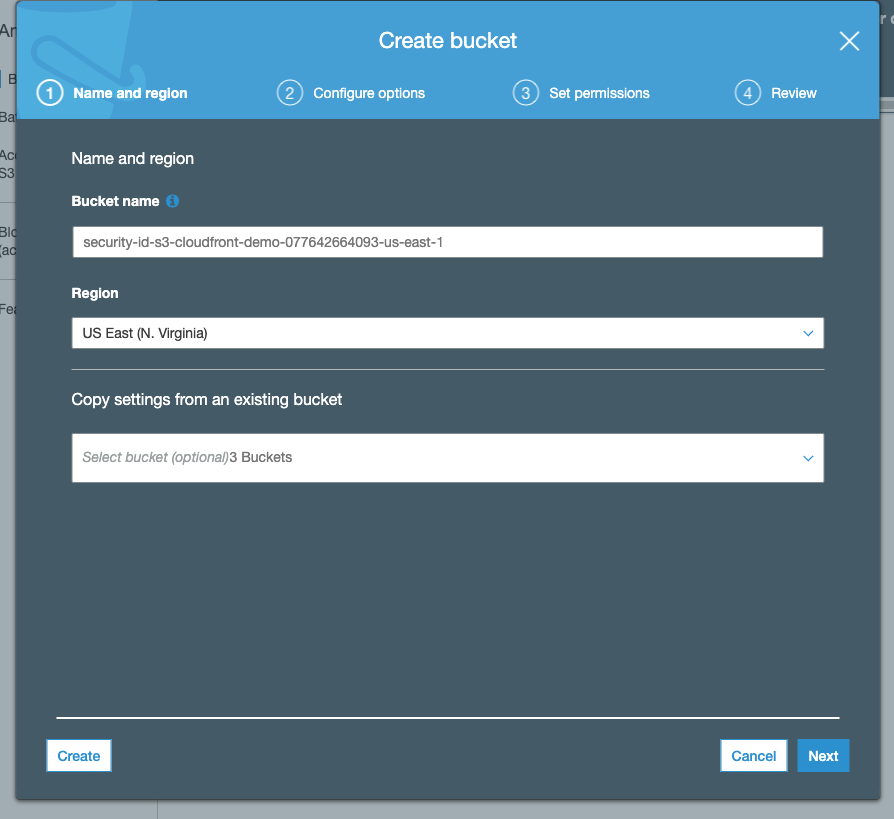 Create bucket
1 Name and region 2 Configure options 3 Set permissions 4 Review
Name and region
Bucket name i
security-id-s3-cloudfront-demo-077642664093-us-east-1
Region
US East (N. Virginia)
Copy settings from an existing bucket
Select bucket (optional)3 Buckets
Create Cancel Next
S3